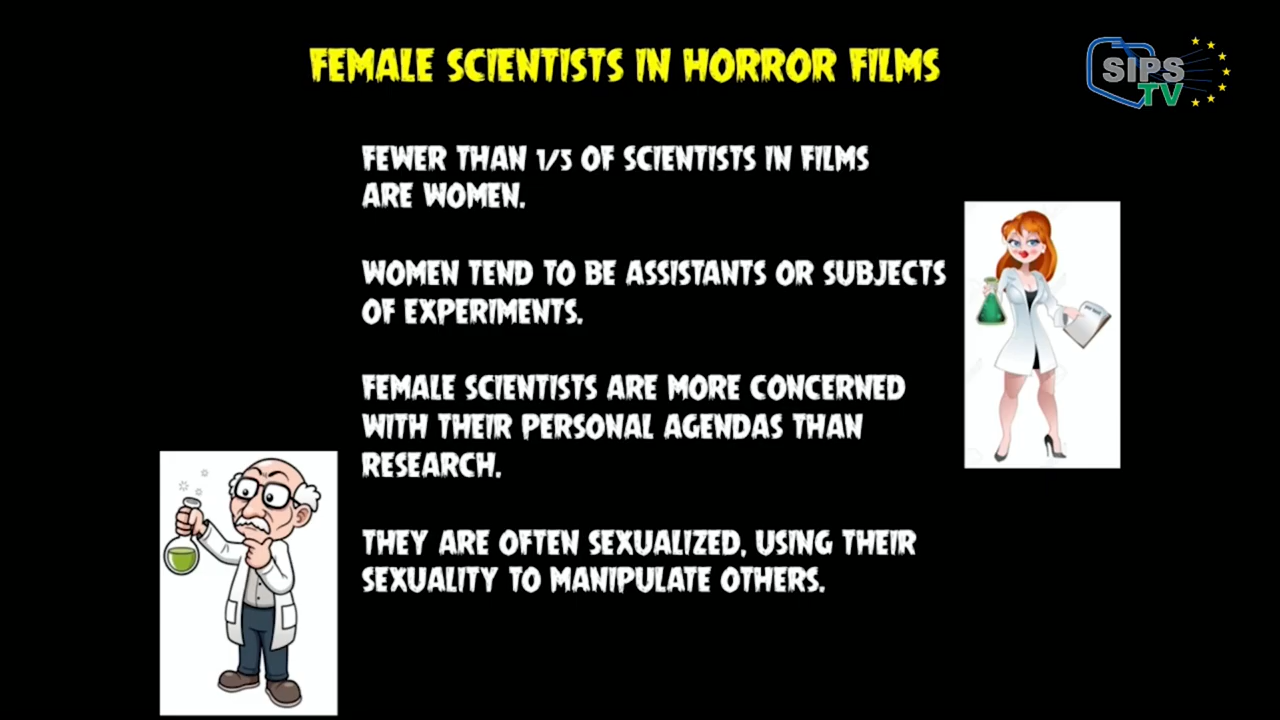 FEMALE SCIENTISTS IN HORROR FILMS
SIPS
TV
FEWER THAN 1/5 OF SCIENTISTS IN FILMS
ARE WOMEN.
WOMEN TEND TO BE ASSISTANTS OR SUBJECTS
OF EXPERIMENTS.
FEMALE SCIENTISTS ARE MORE CONCERNED
WITH THEIR PERSONAL AGENDAS THAN
RESEARCH.
THEY ARE OFTEN SEXUALIZED, USING THEIR
SEXUALITY TO MANIPULATE OTHERS.